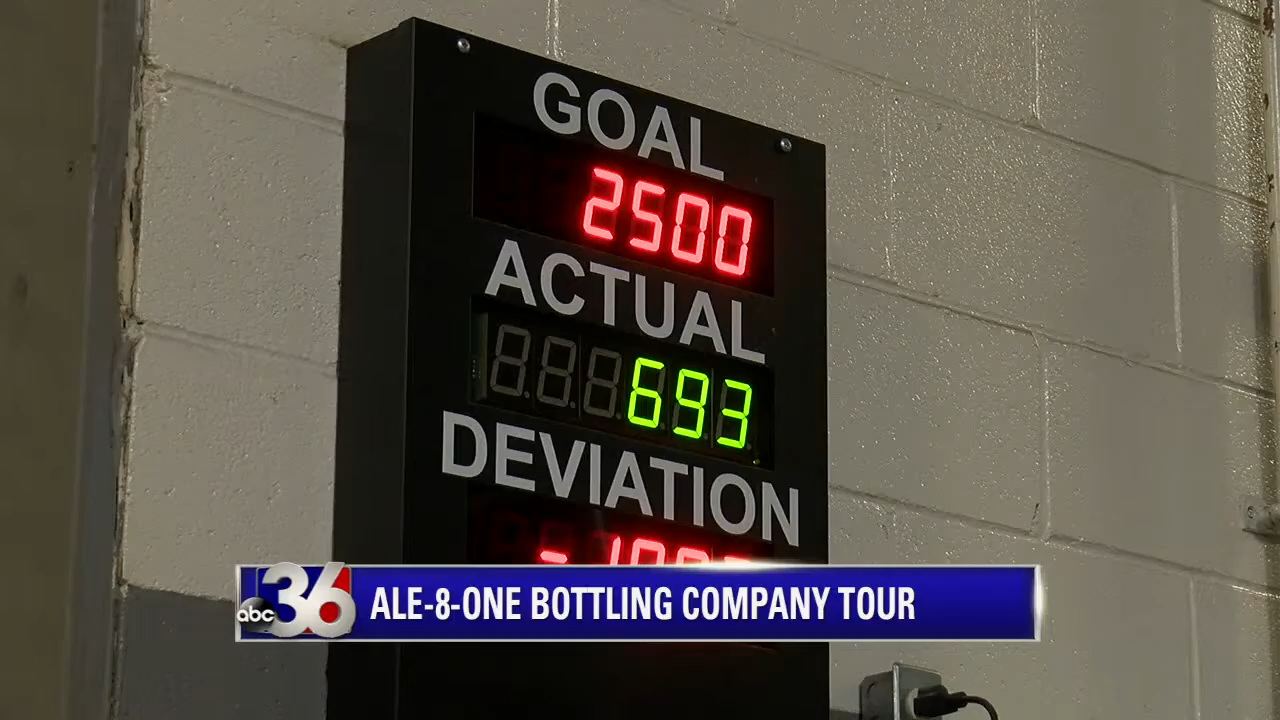 GOAL
2500
ACTUAL
693
DEVIATION
abc 36 ALE-8-ONE BOTTLING COMPANY TOUR